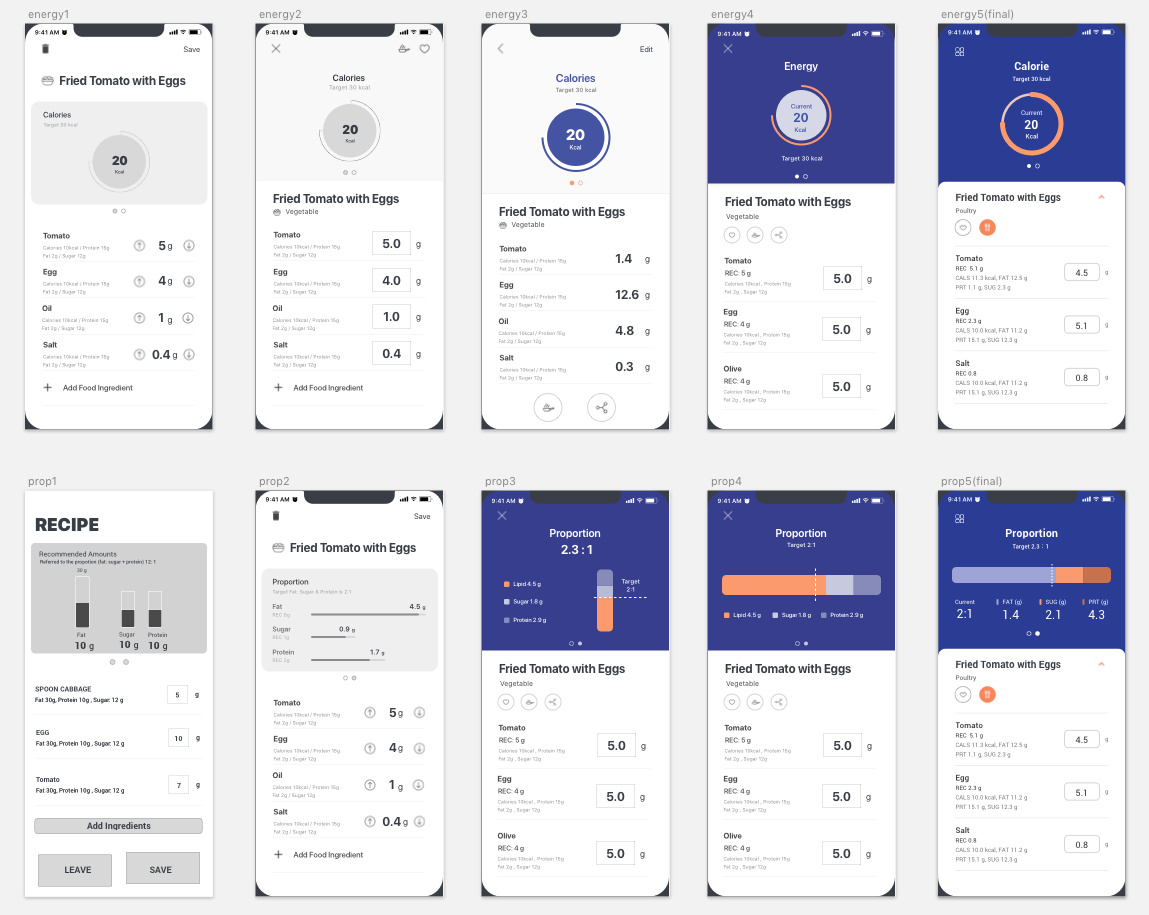 energy1
9:41 AM
Save
Fried Tomato with Eggs
Calories
Target 30 kcal
20
Kcal
Tomato
Calories 10kcal / Protein 15g
Fat 2g / Sugar 12g
5 g
Egg
Calories 10kcal / Protein 15g
Fat 2g / Sugar 12g
4 g
Oil
Calories 10kcal / Protein 15g
Fat 2g / Sugar 12g
1 g
Salt
Calories 10kcal / Protein 15g
Fat 2g / Sugar 12g
0.4 g
+ Add Food Ingredient
energy2
9:41 AM
Calories
Target 30 kcal
20
Kcal
Fried Tomato with Eggs
Vegetable
Tomato
Calories 10kcal / Protein 15g
Fat 2g / Sugar 12g
5.0 g
Egg
Calories 10kcal / Protein 15g
Fat 2g / Sugar 12g
4.0 g
Oil
Calories 10kcal / Protein 15g
Fat 2g / Sugar 12g
1.0 g
Salt
Calories 10kcal / Protein 15g
Fat 2g / Sugar 12g
0.4 g
+ Add Food Ingredient
energy3
9:41 AM
Edit
Calories
Target 30 kcal
20
Kcal
Fried Tomato with Eggs
Vegetable
Tomato
Calories 10kcal / Protein 15g
Fat 2g / Sugar 12g
1.4 g
Egg
Calories 10kcal / Protein 15g
Fat 2g / Sugar 12g
12.6 g
Oil
Calories 10kcal / Protein 15g
Fat 2g / Sugar 12g
4.8 g
Salt
Calories 10kcal / Protein 15g
Fat 2g / Sugar 12g
0.3 g
energy4
9:41 AM
Energy
Current
20
Kcal
Target 30 kcal
Fried Tomato with Eggs
Vegetable
Tomato
REC: 5 g
Calories 10kcal , Protein 15g
Fat 2g , Sugar 12g
5.0 g
Egg
REC: 4 g
Calories 10kcal , Protein 15g
Fat 2g , Sugar 12g
5.0 g
Olive
REC: 4 g
Calories 10kcal , Protein 15g
Fat 2g , Sugar 12g
5.0 g
energy5(final)
9:41 AM
Calorie
Target 30 kcal
Current
20
Kcal
Fried Tomato with Eggs
Poultry
Tomato
REC 5.1 g
CALS 11.3 kcal, FAT 12.5 g
PRT 1.1 g, SUG 2.3 g
4.5 g
Egg
REC 2.3 g
CALS 10.0 kcal, FAT 11.2 g
PRT 15.1 g, SUG 12.3 g
5.1 g
Salt
REC 0.8
CALS 10.0 kcal, FAT 11.2 g
PRT 15.1 g, SUG 12.3 g
0.8 g
prop1
RECIPE
Recommended Amounts
Referred to the propotion (fat: sugar + protein) 12: 1
30 g
Fat
10 g
Sugar
10 g
Protein
10 g
SPOON CABBAGE
Fat 30g, Protein 10g , Sugar: 12 g
5 g
EGG
Fat 30g, Protein 10g , Sugar: 12 g
10 g
Tomato
Fat 30g, Protein 10g , Sugar: 12 g
7 g
Add Ingredients
LEAVE
SAVE
prop2
9:41 AM
Save
Fried Tomato with Eggs
Proportion
Target Fat: Sugar & Protein is 2:1
Fat
4.5 g
Sugar
REC 1g
0.9 g
Protein
REC 2g
1.7 g
Tomato
Calories 10kcal / Protein 15g
Fat 2g / Sugar 12g
5 g
Egg
Calories 10kcal / Protein 15g
Fat 2g / Sugar 12g
4 g
Oil
Calories 10kcal / Protein 15g
Fat 2g / Sugar 12g
1 g
Salt
Calories 10kcal / Protein 15g
Fat 2g / Sugar 12g
0.4 g
+ Add Food Ingredient
prop3
9:41 AM
Proportion
2.3 : 1
Lipid 4.5 g
Sugar 1.8 g
Protein 2.9 g
Target
2:1
Fried Tomato with Eggs
Vegetable
Tomato
REC: 5 g
Calories 10kcal , Protein 15g
Fat 2g , Sugar 12g
5.0 g
Egg
REC: 4 g
Calories 10kcal , Protein 15g
Fat 2g , Sugar 12g
5.0 g
Olive
REC: 4 g
Calories 10kcal , Protein 15g
Fat 2g , Sugar 12g
5.0 g
prop4
9:41 AM
Proportion
Target 2:1
Lipid 4.5 g
Sugar 1.8 g
Protein 2.9 g
Fried Tomato with Eggs
Vegetable
Tomato
REC: 5 g
Calories 10kcal , Protein 15g
Fat 2g , Sugar 12g
5.0 g
Egg
REC: 4 g
Calories 10kcal , Protein 15g
Fat 2g , Sugar 12g
5.0 g
Olive
REC: 4 g
Calories 10kcal , Protein 15g
Fat 2g , Sugar 12g
5.0 g
prop5(final)
9:41 AM
Proportion
Target 2.3 : 1
Current
2:1
FAT (g)
1.4
SUG (g)
2.1
PRT (g)
4.3
Fried Tomato with Eggs
Poultry
Tomato
REC 5.1 g
CALS 11.3 kcal, FAT 12.5 g
PRT 1.1 g, SUG 2.3 g
4.5 g
Egg
REC 2.3 g
CALS 10.0 kcal, FAT 11.2 g
PRT 15.1 g, SUG 12.3 g
5.1 g
Salt
REC 0.8
CALS 10.0 kcal, FAT 11.2 g
PRT 15.1 g, SUG 12.3 g
0.8 g